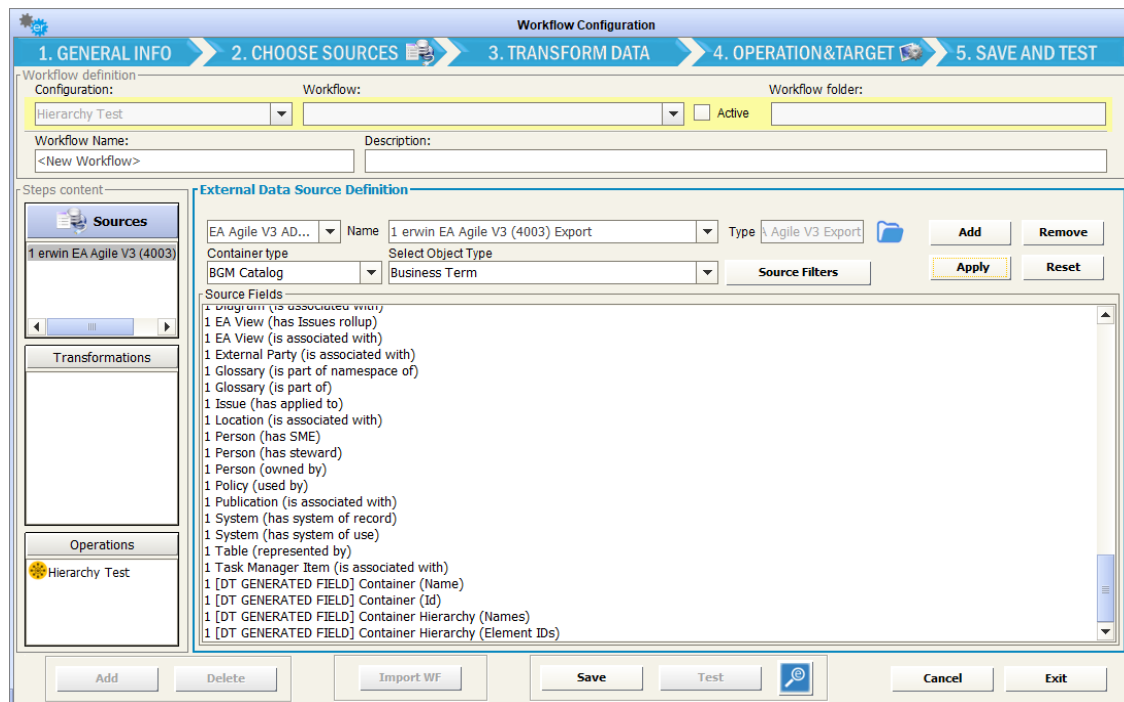 er
Workflow Configuration
1. GENERAL INFO 2. CHOOSE SOURCES 3. TRANSFORM DATA 4. OPERATION&TARGET 5. SAVE AND TEST
Workflow definition
Configuration: Workflow: Workflow folder:
Hierarchy Test Active
Workflow Name: Description:
<New Workflow>
Steps content
Sources
1 erwin EA Agile V3 (4003)
Transformations
Operations
Hierarchy Test
External Data Source Definition
EA Agile V3 AD... Name 1 erwin EA Agile V3 (4003) Export Type Agile V3 Export Add Remove
Container type Select Object Type
BGM Catalog Business Term Source Filters Apply Reset
Source Fields
1 Diagram (is associated with)
1 EA View (has Issues rollup)
1 EA View (is associated with)
1 External Party (is associated with)
1 Glossary (is part of namespace of)
1 Glossary (is part of)
1 Issue (has applied to)
1 Location (is associated with)
1 Person (has SME)
1 Person (has steward)
1 Person (owned by)
1 Policy (used by)
1 Publication (is associated with)
1 System (has system of record)
1 System (has system of use)
1 Table (represented by)
1 Task Manager Item (is associated with)
1 [DT GENERATED FIELD] Container (Name)
1 [DT GENERATED FIELD] Container (Id)
1 [DT GENERATED FIELD] Container Hierarchy (Names)
1 [DT GENERATED FIELD] Container Hierarchy (Element IDs)
Add Delete Import WF Save Test e Cancel Exit